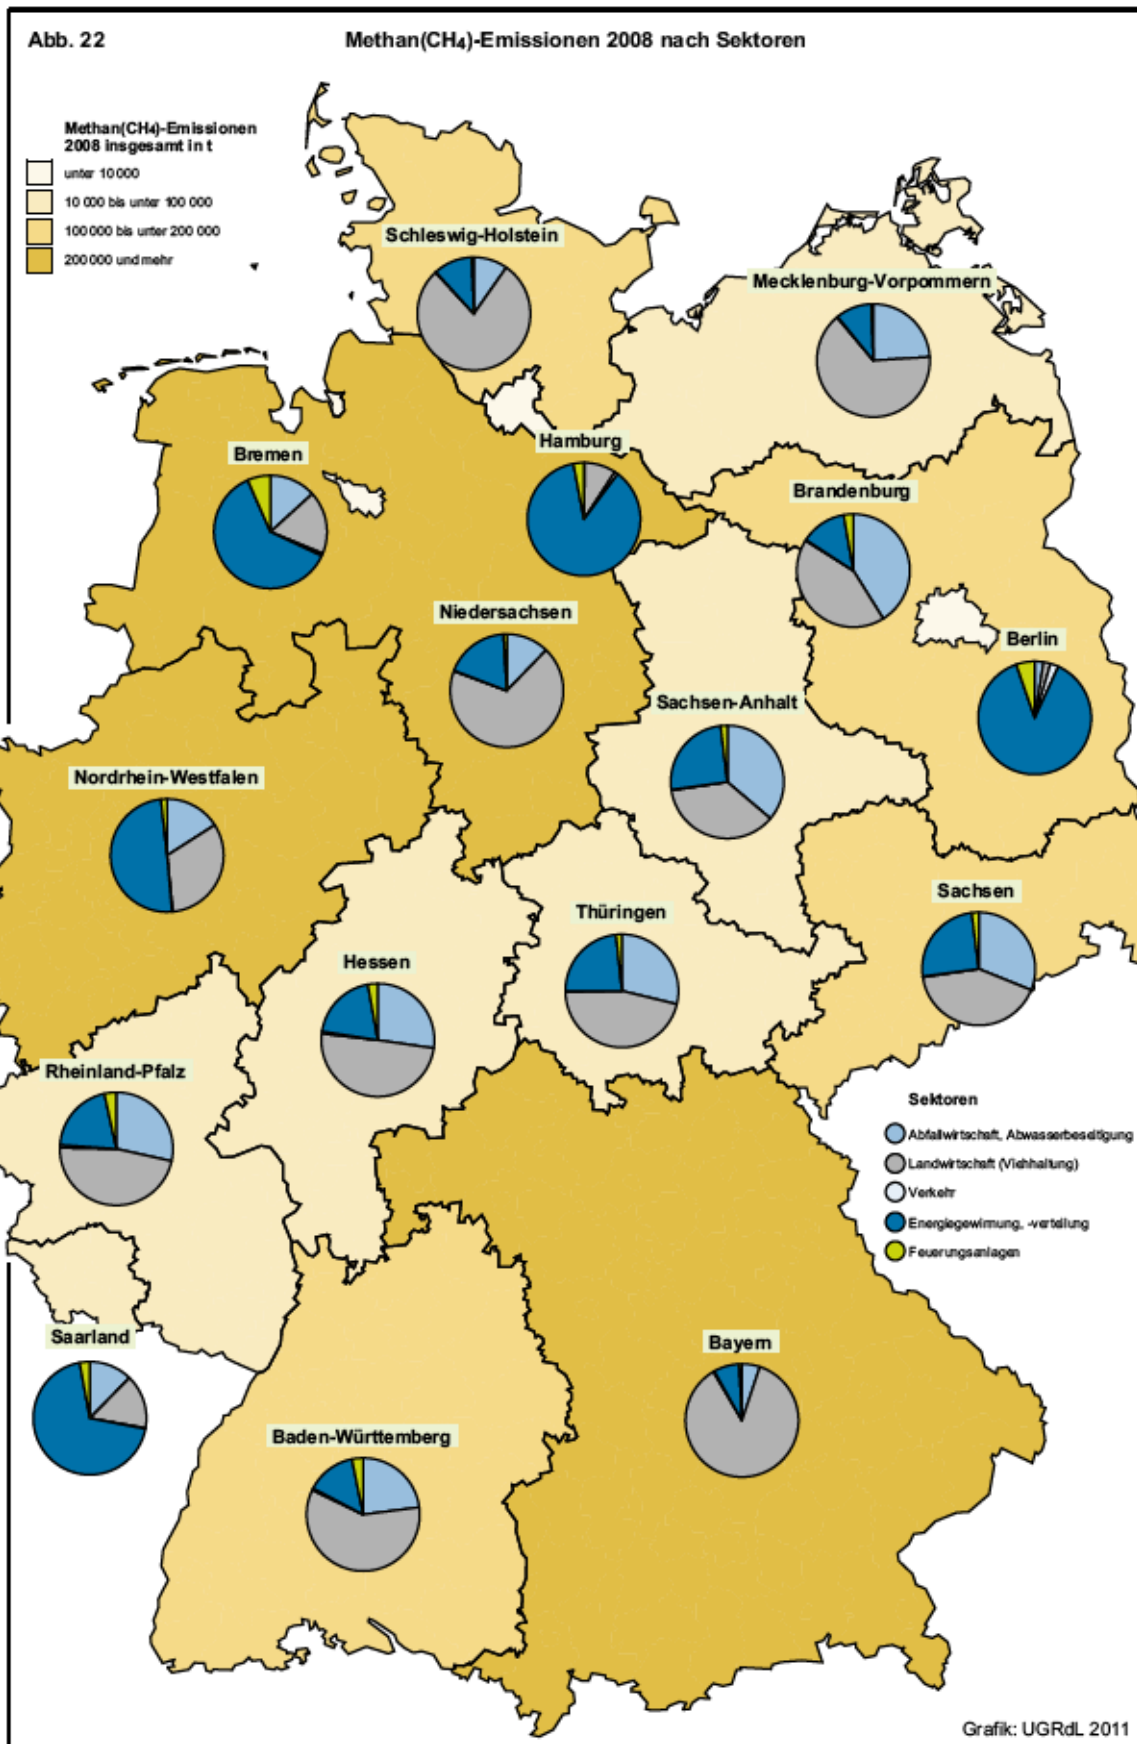 Abb. 22
Methan(CH₄)-Emissionen 2008 nach Sektoren
Methan(CH4)-Emissionen
2008 insgesamt in t
unter 10 000
10 000 bis unter 100 000
100 000 bis unter 200 000
200 000 und mehr
Schleswig-Holstein
Mecklenburg-Vorpommern
Hamburg
Bremen
Brandenburg
Niedersachsen
Berlin
Sachsen-Anhalt
Nordrhein-Westfalen
Sachsen
Thüringen
Hessen
Rheinland-Pfalz
Sektoren
Abfallwirtschaft, Abwasserbeseitigung
Landwirtschaft (Viehhaltung)
Verkehr
Energiegewinnung, -verteilung
Feuerungsanlagen
Saarland
Bayern
Baden-Württemberg
Grafik: UGRdL 2011